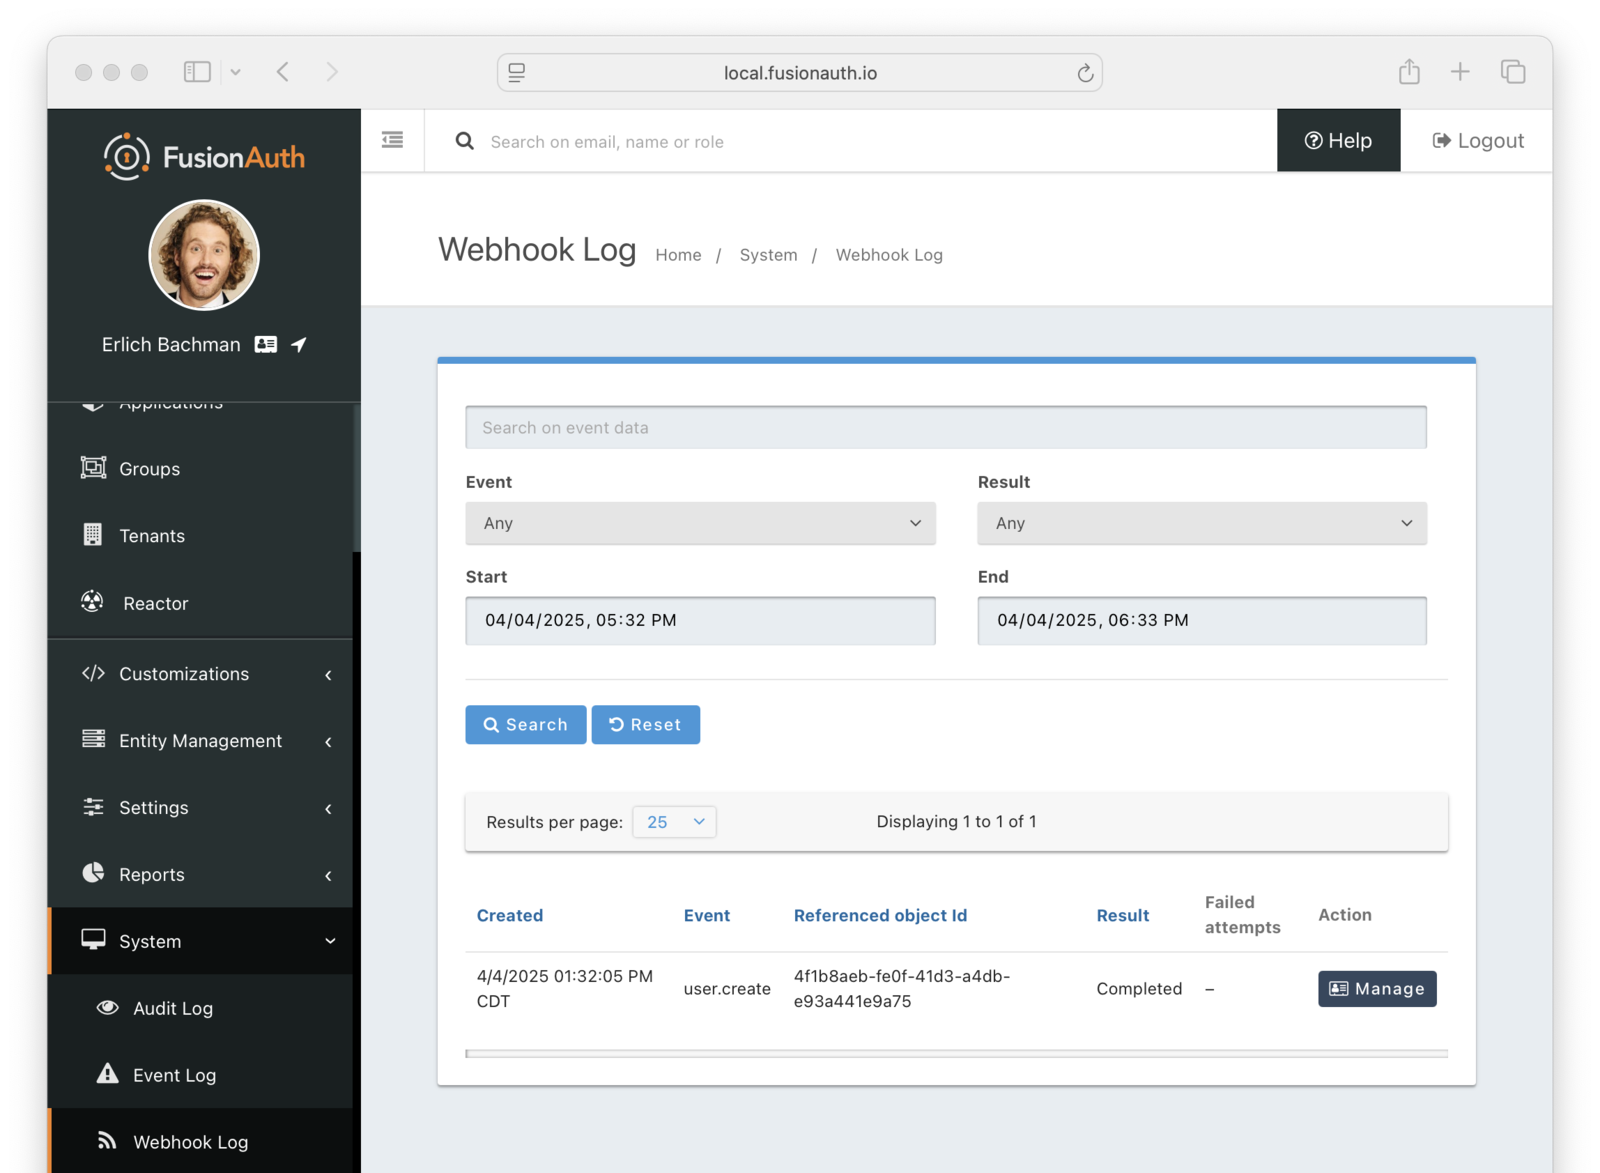 local.fusionauth.io
FusionAuth
Search on email, name or role
Help
Logout
Erlich Bachman
Applications
Groups
Tenants
Reactor
Customizations
Entity Management
Settings
Reports
System
Audit Log
Event Log
Webhook Log
Webhook Log
Home / System / Webhook Log
Search on event data
Event
Result
Any
Any
Start
End
04/04/2025, 05:32 PM
04/04/2025, 06:33 PM
Search
Reset
Results per page: 25
Displaying 1 to 1 of 1
Created
Event
Referenced object Id
Result
Failed
attempts
Action
4/4/2025 01:32:05 PM
CDT
user.create
4f1b8aeb-fe0f-41d3-a4db-
e93a441e9a75
Completed
–
Manage